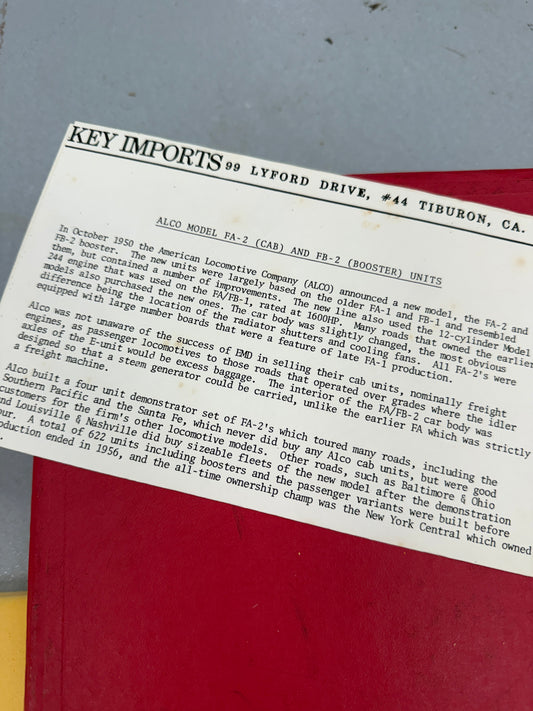 KEY IMPORTS 99 LYFORD DRIVE, #44 TIBURON, CA.
ALCO MODEL FA-2 (CAB) AND FB-2 (BOOSTER) UNITS
In October 1950 the American Locomotive Company (ALCO) announced a new model, the FA-2 and
FB-2 booster. The new units were largely based on the older FA-1 and FB-1 and resembled
them, but contained a number of improvements. The new line also used the 12-cylinder Model
244 engine that was used on the FA/FB-1, rated at 1600HP. Many roads that owned the earlier
models also purchased the new ones. The car body was slightly changed, the most obvious
difference being the location of the radiator shutters and cooling fans. All FA-2's were
equipped with large number boards that were a feature of late FA-1 production.
Alco was not unaware of the success of EMD in selling their cab units, nominally freight
engines, as passenger locomotives to those roads that operated over grades where the idler
axles of the E-unit would be excess baggage. The interior of the FA/FB-2 car body was
designed so that a steem generator could be carried, unlike the earlier FA which was strictly
a freight machine.
Alco built a four unit demonstrator set of FA-2's which toured many roads, including the
Southern Pacific and the Santa Fe, which never did buy any Alco cab units, but were good
customers for the firm's other locomotive models. Other roads, such as Baltimore & Ohio
and Louisville & Nashville did buy sizeable fleets of the new model after the demonstration
our. A total of 622 units including boosters and the passenger variants were built before
oduction ended in 1956, and the all-time ownership champ was the New York Central which owned